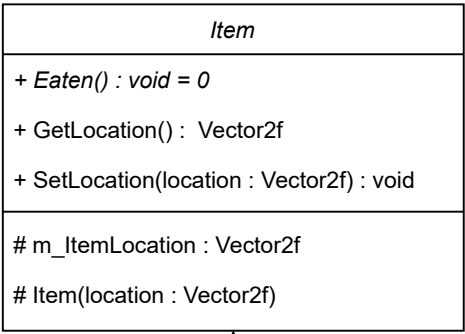 Item
+ Eaten() : void = 0
+ GetLocation() : Vector2f
+ SetLocation(location : Vector2f) : void
# m_ItemLocation : Vector2f
# Item(location : Vector2f)